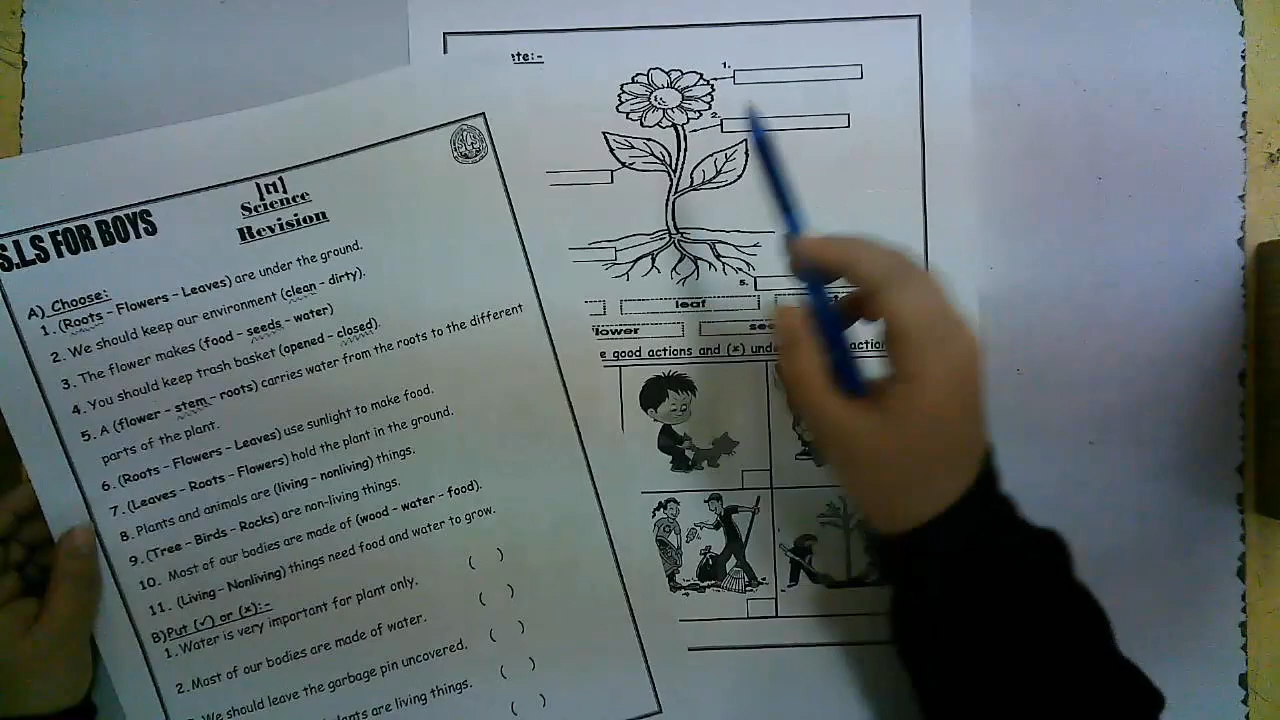 S.L.S FOR BOYS
[1]
Science
Revision
A) Choose:
1. (Roots - Flowers - Leaves) are under the ground.
2. We should keep our environment (clean - dirty).
3. The flower makes (food - seeds - water)
4. You should keep trash basket (opened - closed).
5. A (flower - stem - roots) carries water from the roots to the different
parts of the plant.
6. (Roots - Flowers - Leaves) use sunlight to make food.
7. (Leaves - Roots - Flowers) hold the plant in the ground.
8. Plants and animals are (living - nonliving) things.
9. (Tree - Birds - Rocks) are non-living things.
10. Most of our bodies are made of (wood - water - food).
11. (Living - Nonliving) things need food and water to grow.
B)Put (✓) or (×):-
1. Water is very important for plant only. ( )
2. Most of our bodies are made of water. ( )
We should leave the garbage pin uncovered. ( )
are living things. ( )
( )
1.
2.
5.
leaf
good actions and (×)